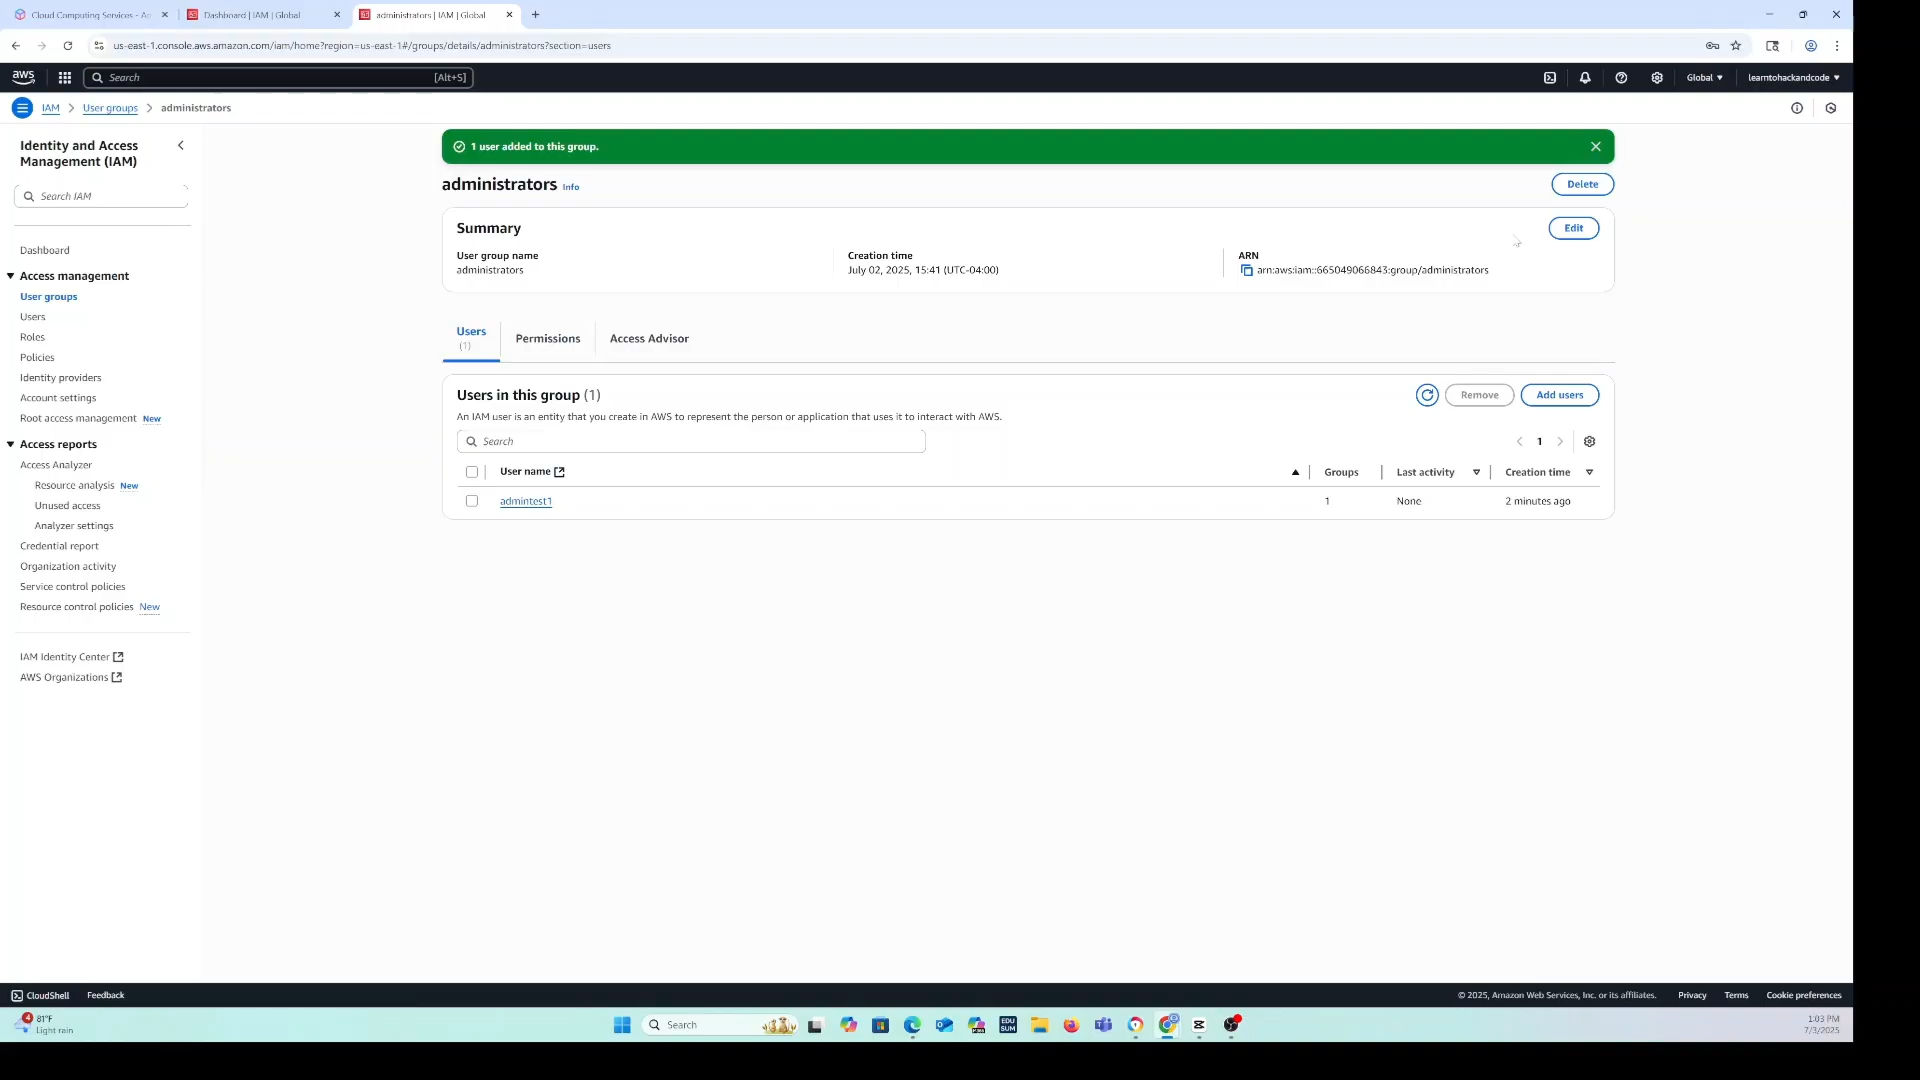 Cloud Computing Services - Am
Dashboard | IAM | Global
administrators | IAM | Global
us-east-1.console.aws.amazon.com/iam/home?region=us-east-1#/groups/details/administrators?section=users
aws
Search
[Alt+S]
Global
learntohackandcode
IAM
User groups
administrators
Identity and Access
Management (IAM)
Search IAM
Dashboard
Access management
User groups
Users
Roles
Policies
Identity providers
Account settings
Root access management New
Access reports
Access Analyzer
Resource analysis New
Unused access
Analyzer settings
Credential report
Organization activity
Service control policies
Resource control policies New
IAM Identity Center
AWS Organizations
1 user added to this group.
administrators Info
Delete
Summary
Edit
User group name
administrators
Creation time
July 02, 2025, 15:41 (UTC-04:00)
ARN
arn:aws:iam::665049066843:group/administrators
Users
(1)
Permissions
Access Advisor
Users in this group (1)
Remove
Add users
An IAM user is an entity that you create in AWS to represent the person or application that uses it to interact with AWS.
Search
1
User name
Groups
Last activity
Creation time
admintest1
1
None
2 minutes ago
CloudShell
Feedback
© 2025, Amazon Web Services, Inc. or its affiliates.
Privacy
Terms
Cookie preferences
4
81°F
Light rain
Search
EDU
SUM
1:03 PM
7/3/2025